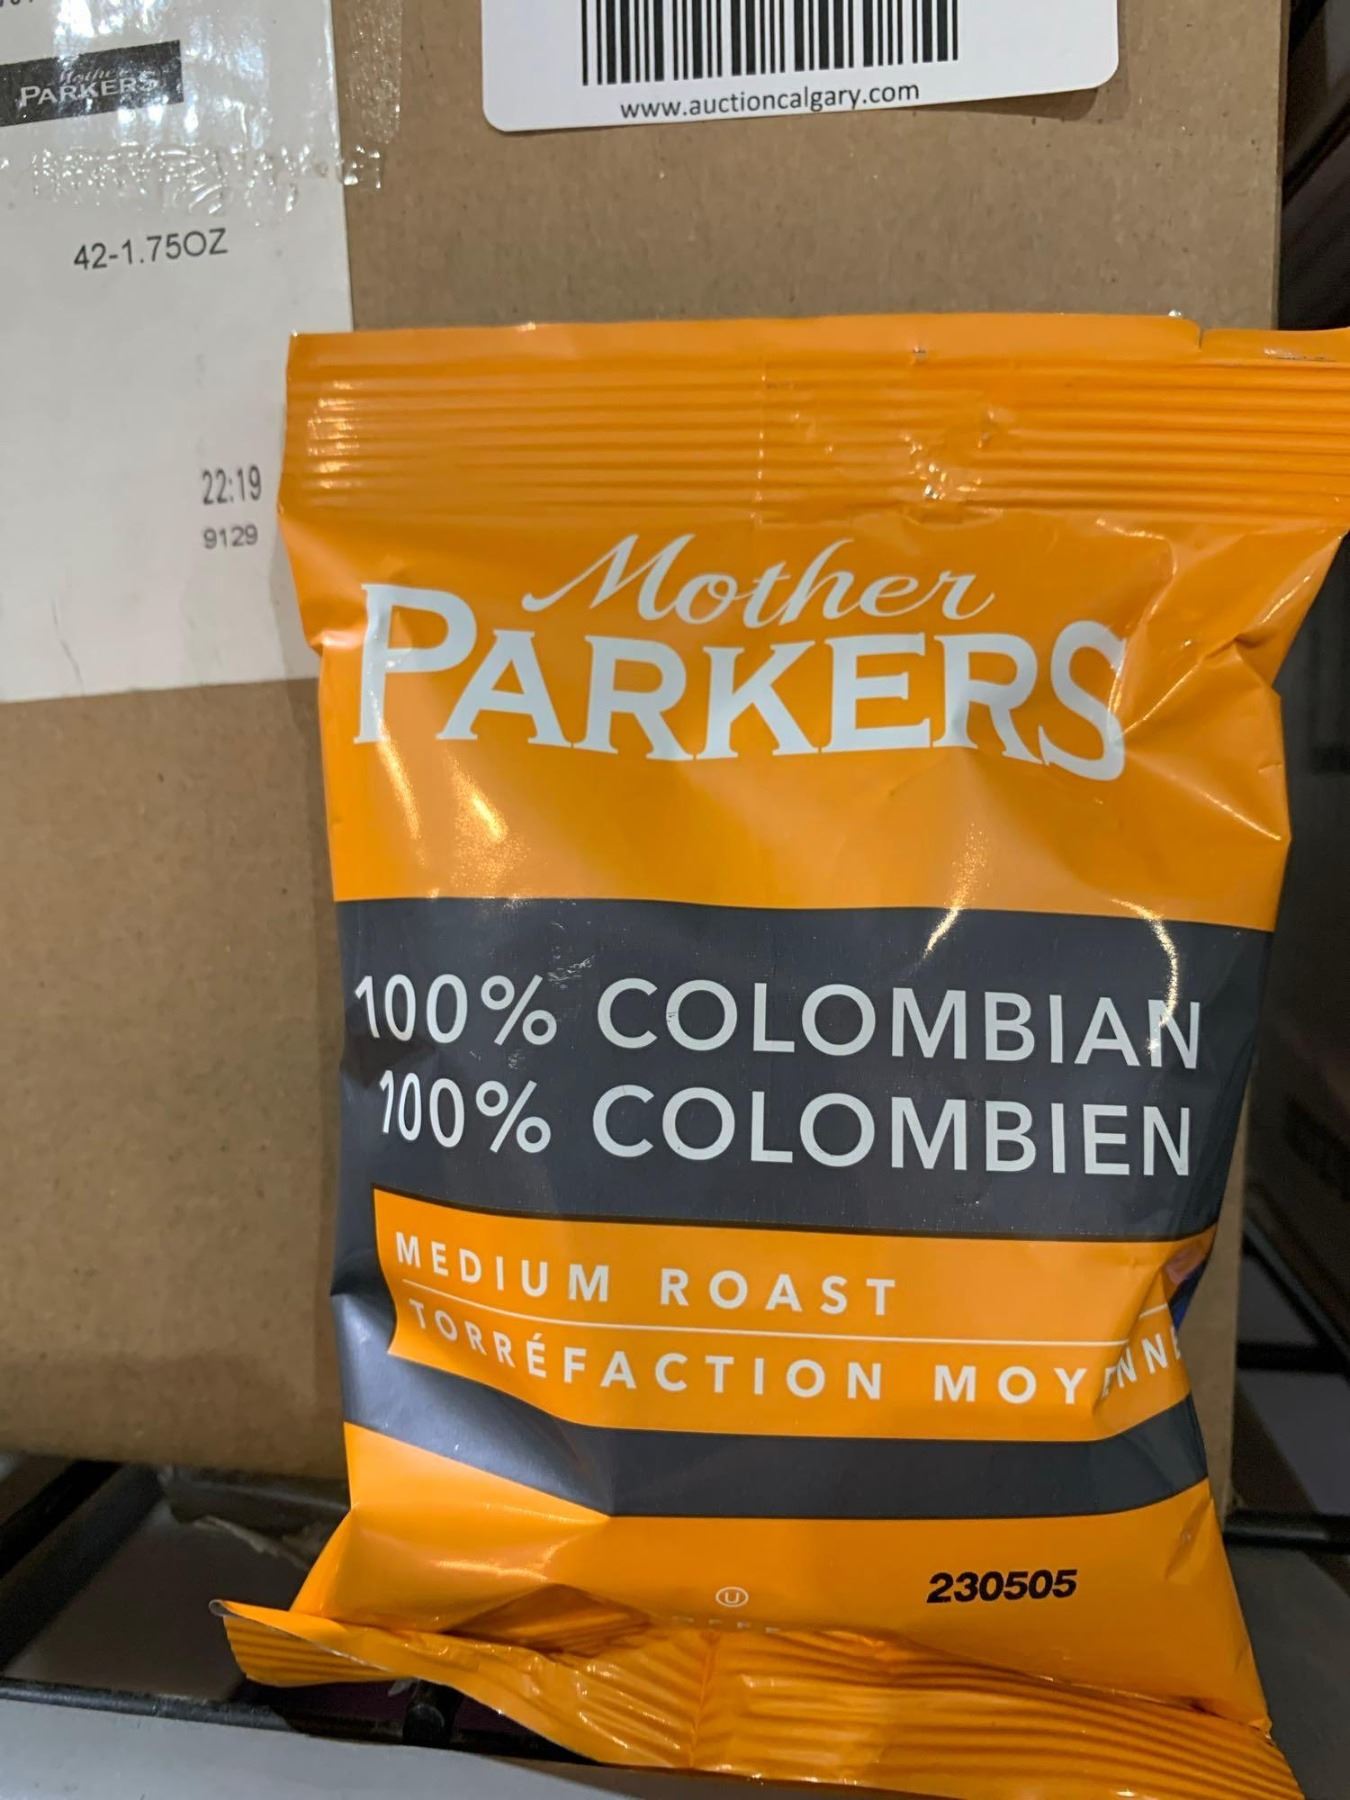 Mother
PARKERS
www.auctioncalgary.com
42-1.75OZ
22:19
9129
Mother
PARKERS
100% COLOMBIAN
100% COLOMBIEN
MEDIUM ROAST
TORRÉFACTION MOYENNE
230505
U